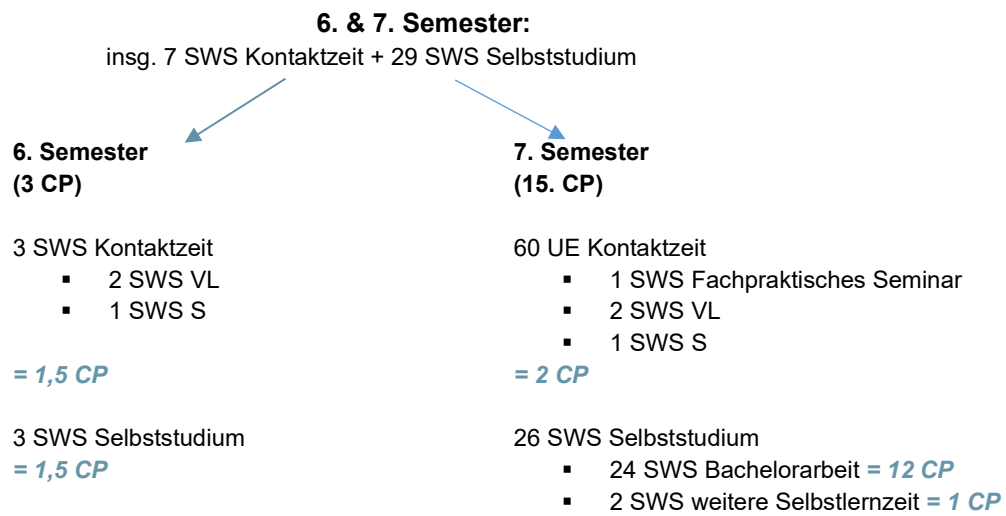 6. & 7. Semester:
insg. 7 SWS Kontaktzeit + 29 SWS Selbststudium
6. Semester
(3 CP)
3 SWS Kontaktzeit
▪ 2 SWS VL
▪ 1 SWS S
= 1,5 CP
3 SWS Selbststudium
= 1,5 CP
7. Semester
(15. CP)
60 UE Kontaktzeit
▪ 1 SWS Fachpraktisches Seminar
▪ 2 SWS VL
▪ 1 SWS S
= 2 CP
26 SWS Selbststudium
▪ 24 SWS Bachelorarbeit = 12 CP
▪ 2 SWS weitere Selbstlernzeit = 1 CP